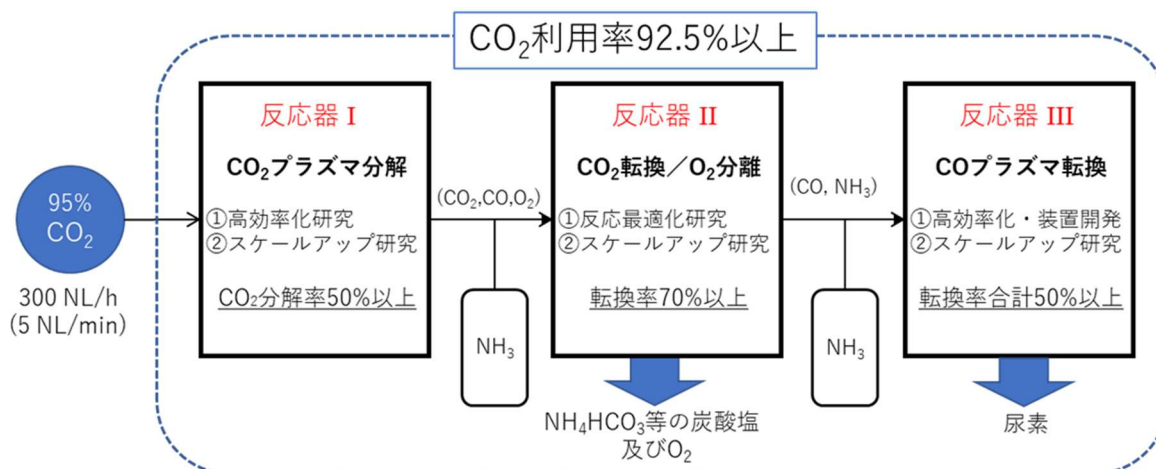 CO₂利用率92.5%以上
95%
CO₂
300 NL/h
(5 NL/min)
反応器 I
CO₂プラズマ分解
①高効率化研究
②スケールアップ研究
CO₂分解率50%以上
(CO₂,CO,O₂)
NH₃
反応器 II
CO₂転換／O₂分離
①反応最適化研究
②スケールアップ研究
転換率70%以上
NH₄HCO₃等の炭酸塩
及びO₂
(CO, NH₃)
NH₃
反応器 III
COプラズマ転換
①高効率化・装置開発
②スケールアップ研究
転換率合計50%以上
尿素